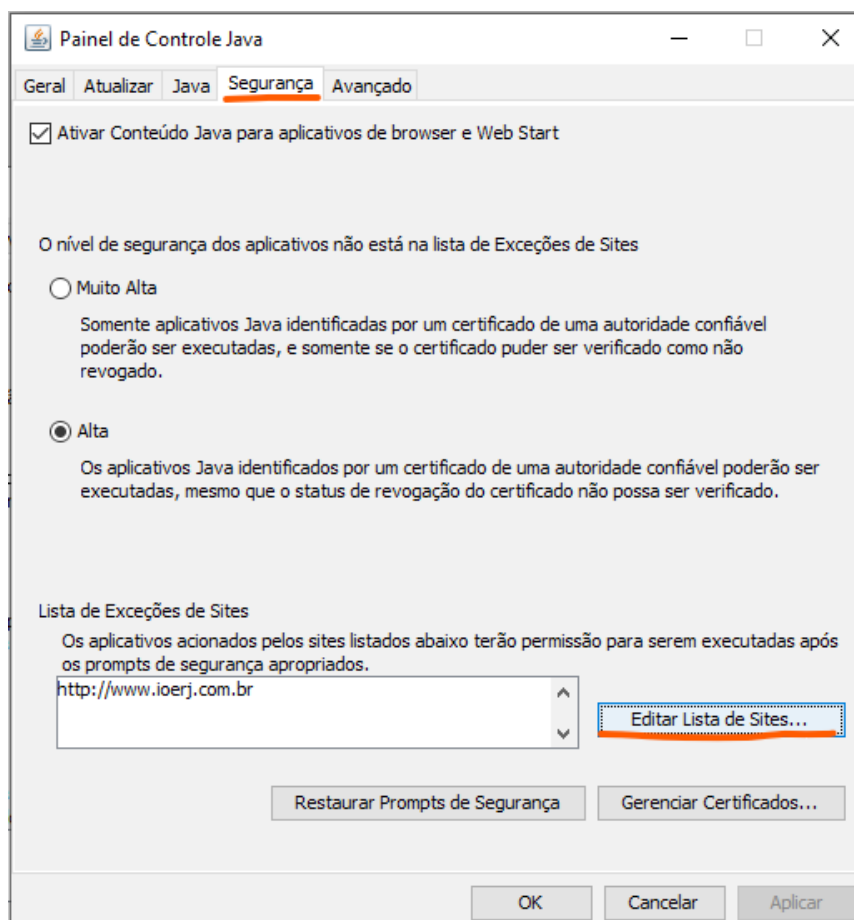 Painel de Controle Java
Geral Atualizar Java Segurança Avançado
Ativar Conteúdo Java para aplicativos de browser e Web Start
O nível de segurança dos aplicativos não está na lista de Exceções de Sites
Muito Alta
Somente aplicativos Java identificadas por um certificado de uma autoridade confiável
poderão ser executadas, e somente se o certificado puder ser verificado como não
revogado.
Alta
Os aplicativos Java identificados por um certificado de uma autoridade confiável poderão ser
executadas, mesmo que o status de revogação do certificado não possa ser verificado.
Lista de Exceções de Sites
Os aplicativos acionados pelos sites listados abaixo terão permissão para serem executadas após
os prompts de segurança apropriados.
http://www.ioerj.com.br
Editar Lista de Sites...
Restaurar Prompts de Segurança Gerenciar Certificados...
OK Cancelar Aplicar